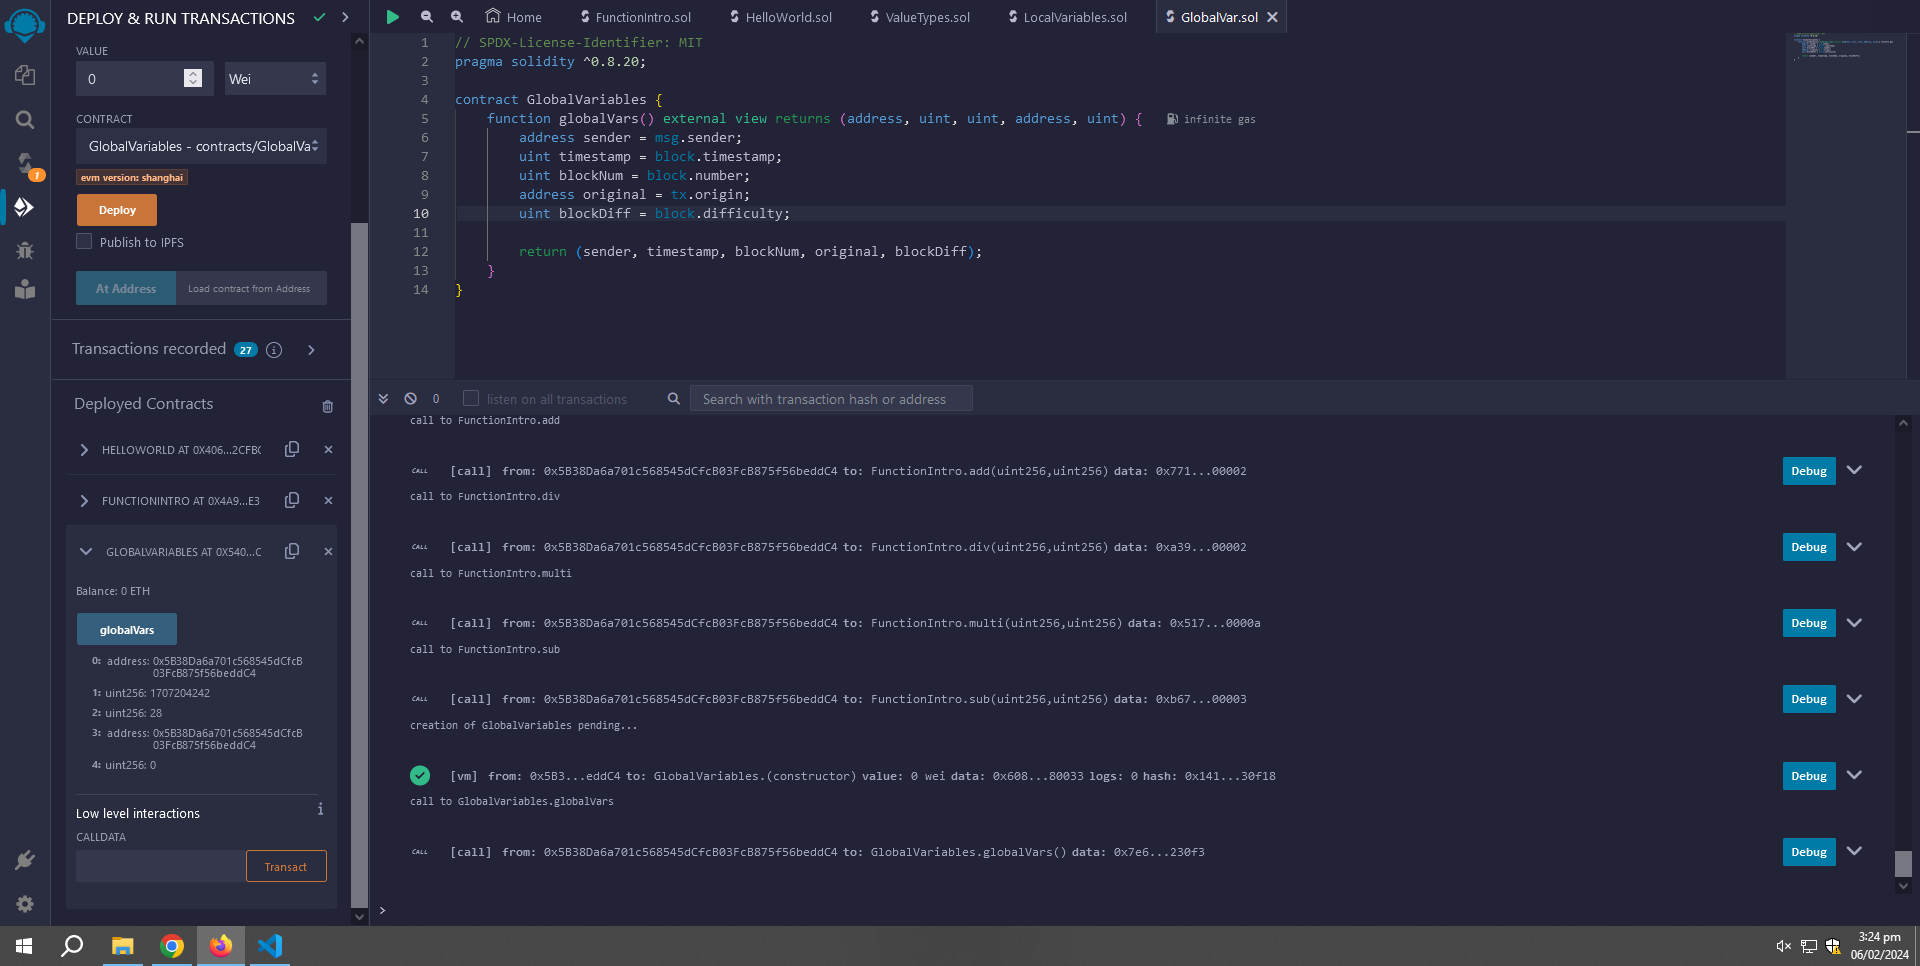 DEPLOY & RUN TRANSACTIONS
VALUE
0
Wei
CONTRACT
GlobalVariables - contracts/GlobalVa
evm version: shanghai
Deploy
Publish to IPFS
At Address
Load contract from Address
Transactions recorded 27
Deployed Contracts
HELLOWORLD AT 0X406...2CFB
FUNCTIONINTRO AT 0X4A9...E3
GLOBALVARIABLES AT 0X540...C
Balance: 0 ETH
globalVars
0: address: 0x5B38Da6a701c568545dCfcB
03FcB875f56beddC4
1: uint256: 1707204242
2: uint256: 28
3: address: 0x5B38Da6a701c568545dCfcB
03FcB875f56beddC4
4: uint256: 0
Low level interactions
CALLDATA
Transact
1
Home
FunctionIntro.sol
HelloWorld.sol
ValueTypes.sol
LocalVariables.sol
GlobalVar.sol
1 // SPDX-License-Identifier: MIT
2 pragma solidity ^0.8.20;
3
4 contract GlobalVariables {
5 function globalVars() external view returns (address, uint, uint, address, uint) { infinite gas
6 address sender = msg.sender;
7 uint timestamp = block.timestamp;
8 uint blockNum = block.number;
9 address original = tx.origin;
10 uint blockDiff = block.difficulty;
11
12 return (sender, timestamp, blockNum, original, blockDiff);
13 }
14 }
0
listen on all transactions
Search with transaction hash or address
call to FunctionIntro.add
CALL [call] from: 0x5B38Da6a701c568545dCfcB03FcB875f56beddC4 to: FunctionIntro.add(uint256,uint256) data: 0x771...00002 Debug
call to FunctionIntro.div
CALL [call] from: 0x5B38Da6a701c568545dCfcB03FcB875f56beddC4 to: FunctionIntro.div(uint256,uint256) data: 0xa39...00002 Debug
call to FunctionIntro.multi
CALL [call] from: 0x5B38Da6a701c568545dCfcB03FcB875f56beddC4 to: FunctionIntro.multi(uint256,uint256) data: 0x517...0000a Debug
call to FunctionIntro.sub
CALL [call] from: 0x5B38Da6a701c568545dCfcB03FcB875f56beddC4 to: FunctionIntro.sub(uint256,uint256) data: 0xb67...00003 Debug
creation of GlobalVariables pending...
[vm] from: 0x5B3...eddC4 to: GlobalVariables.(constructor) value: 0 wei data: 0x608...80033 logs: 0 hash: 0x141...30f18 Debug
call to GlobalVariables.globalVars
CALL [call] from: 0x5B38Da6a701c568545dCfcB03FcB875f56beddC4 to: GlobalVariables.globalVars() data: 0x7e6...230f3 Debug
>
3:24 pm
06/02/2024